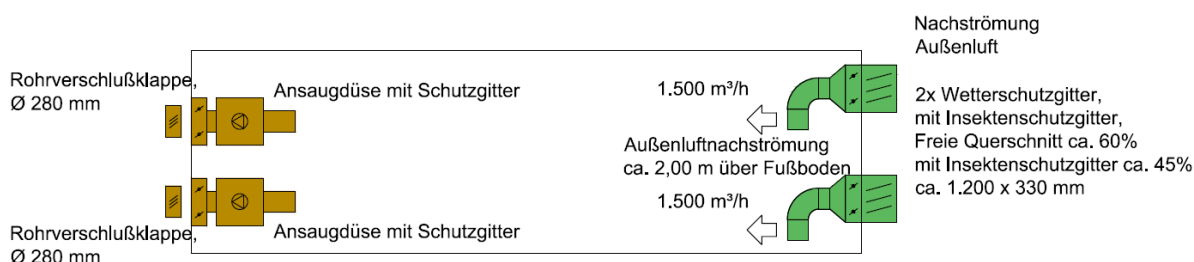 Rohrverschlußklappe,
Ø 280 mm
Ansaugdüse mit Schutzgitter
Rohrverschlußklappe,
Ø 280 mm
Ansaugdüse mit Schutzgitter
1.500 m³/h
Außenluftnachströmung
ca. 2,00 m über Fußboden
1.500 m³/h
Nachströmung
Außenluft
2x Wetterschutzgitter,
mit Insektenschutzgitter,
Freie Querschnitt ca. 60%
mit Insektenschutzgitter ca. 45%
ca. 1.200 x 330 mm